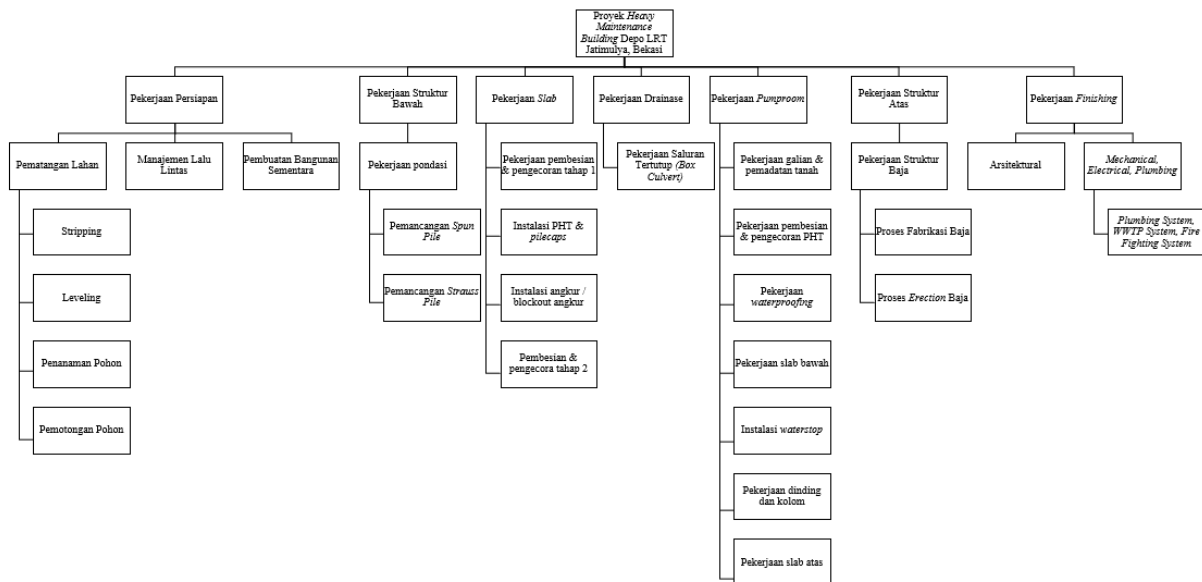 Proyek Heavy
Maintenance
Building Depo LRT
Jatimulya, Bekasi
Pekerjaan Persiapan
Pekerjaan Struktur
Bawah
Pekerjaan Slab
Pekerjaan Drainase
Pekerjaan Pumproom
Pekerjaan Struktur
Atas
Pekerjaan Finishing
Pematangan Lahan
Manajemen Lalu
Lintas
Pembuatan Bangunan
Sementara
Pekerjaan pondasi
Pekerjaan pembesian
& pengecoran tahap 1
Pekerjaan Saluran
Tertutup (Box
Culvert)
Pekerjaan galian &
pemadatan tanah
Pekerjaan Struktur
Baja
Arsitektural
Mechanical,
Electrical, Plumbing
Stripping
Leveling
Penanaman Pohon
Pemotongan Pohon
Pemancangan Spun
Pile
Pemancangan Strauss
Pile
Instalasi PHT &
pilecaps
Instalasi angkur /
blockout angkur
Pembesian &
pengecora tahap 2
Pekerjaan pembesian
& pengecoran PHT
Pekerjaan
waterproofing
Pekerjaan slab bawah
Instalasi waterstop
Pekerjaan dinding
dan kolom
Pekerjaan slab atas
Proses Fabrikasi Baja
Proses Erection Baja
Plumbing System,
WWTP System, Fire
Fighting System